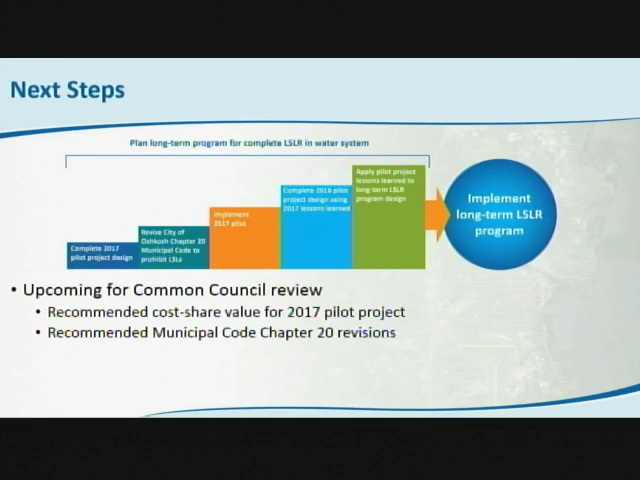 Next Steps
Plan long-term program for complete LSLR in water system
Complete 2017
pilot project design
Revise City of
Oshkosh Chapter 20
Municipal Code to
prohibit LSLs
Implement
2017 pilot
Complete 2018 pilot
project design using
2017 lessons learned
Apply pilot project
lessons learned to
long-term LSLR
program design
Implement
long-term LSLR
program
• Upcoming for Common Council review
• Recommended cost-share value for 2017 pilot project
• Recommended Municipal Code Chapter 20 revisions